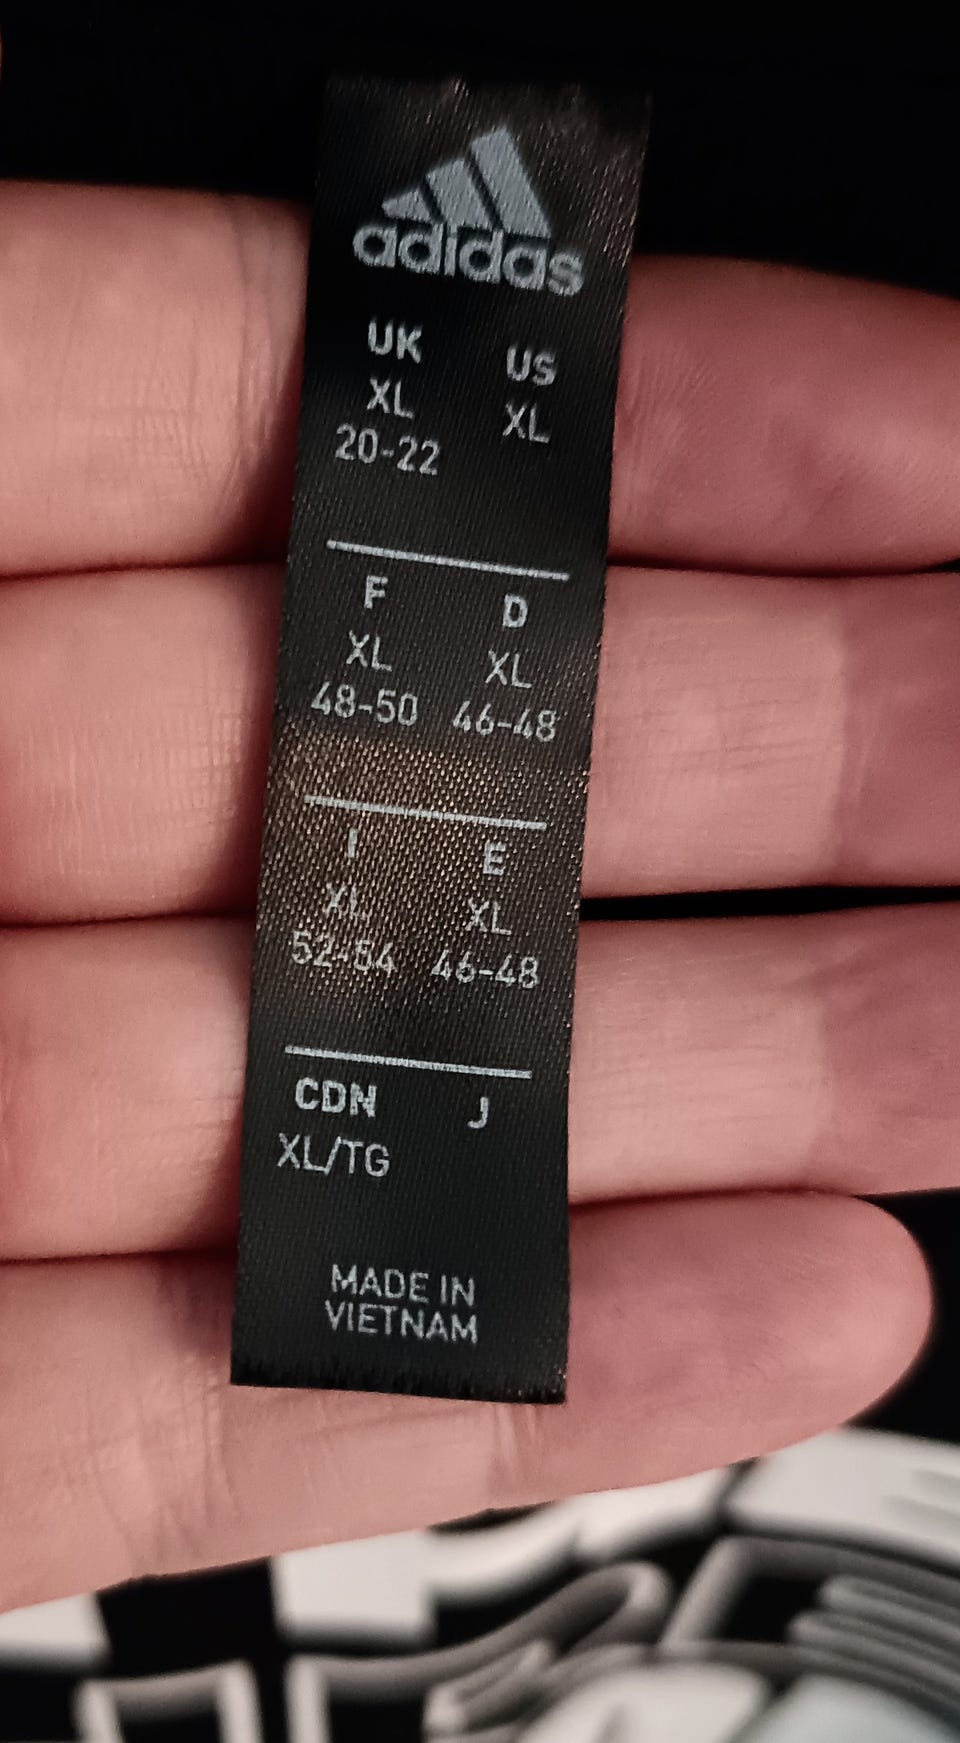 adidas
UK US
XL XL
20-22
F D
XL XL
48-50 46-48
I E
XL XL
52-54 46-48
CDN J
XL/TG
MADE IN
VIETNAM